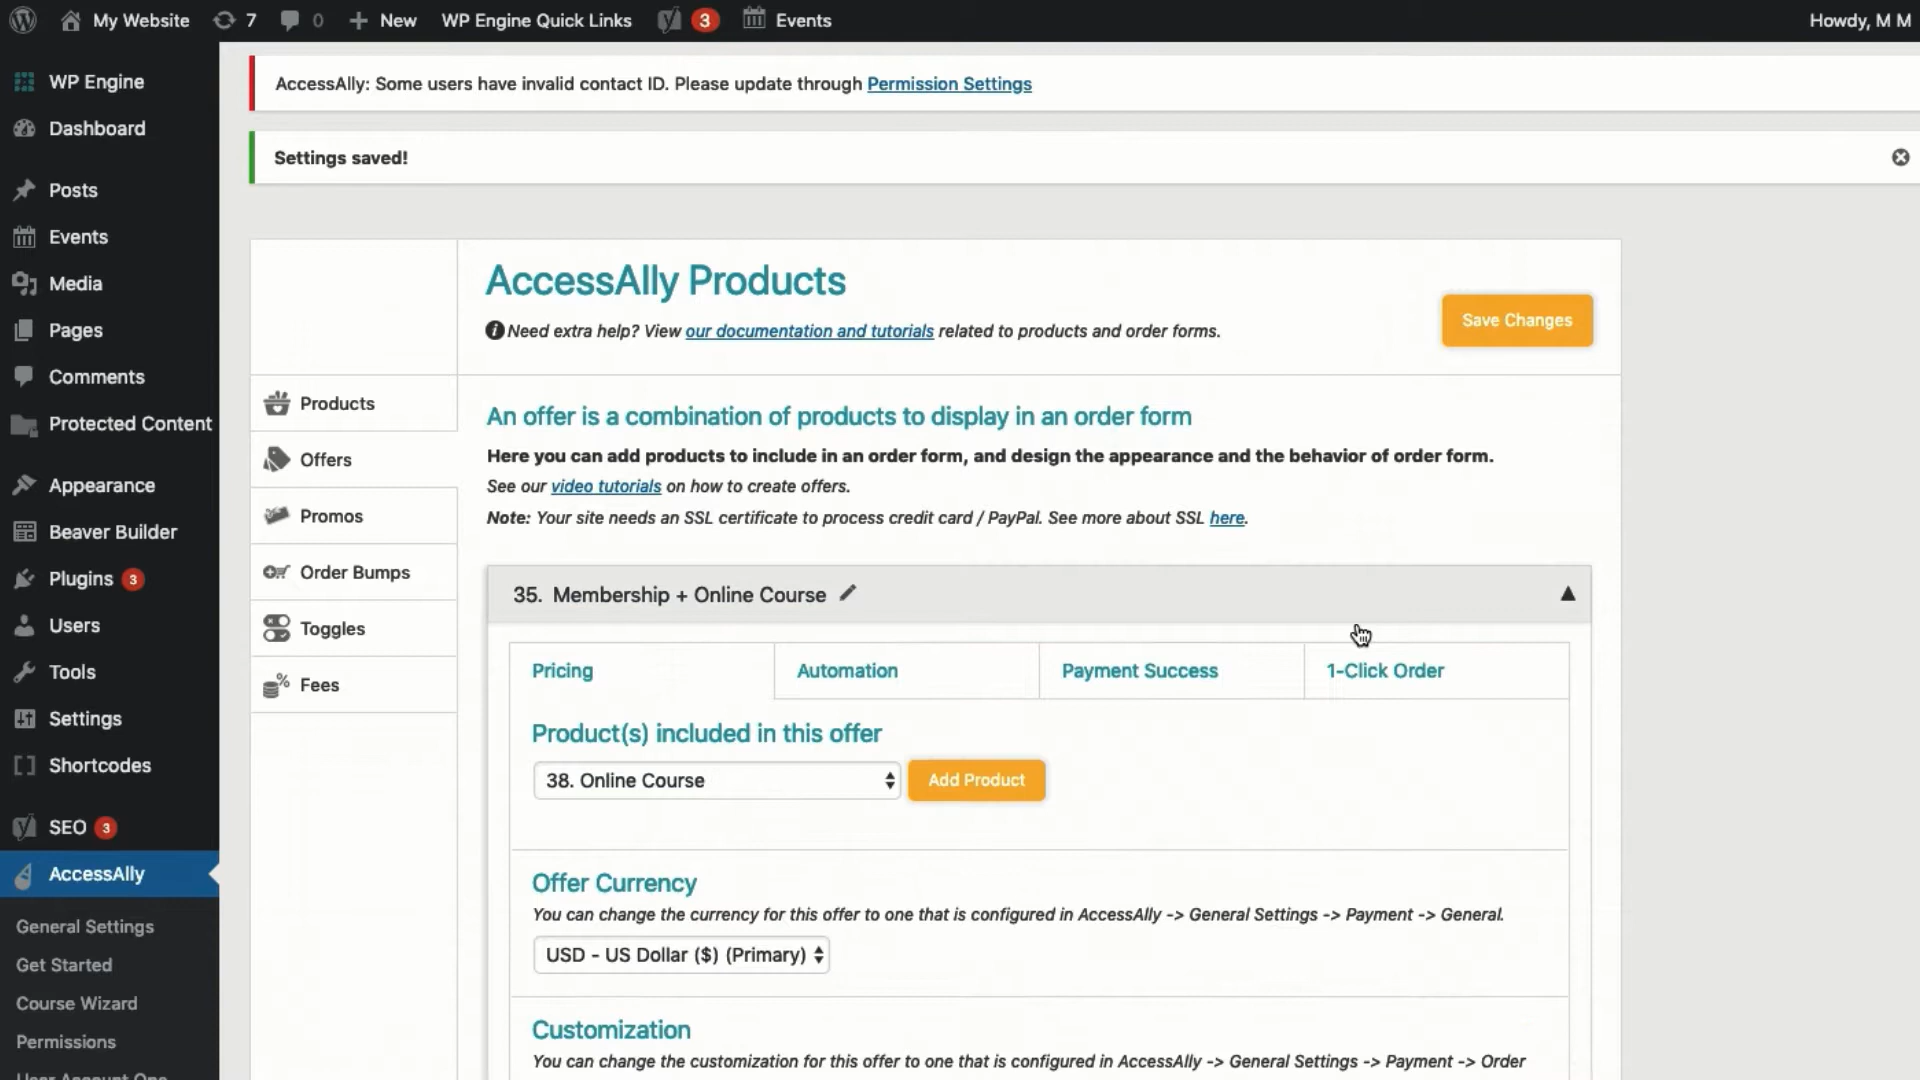 My Website 7 0 New WP Engine Quick Links 3 Events Howdy, M M
WP Engine
Dashboard
Posts
Events
Media
Pages
Comments
Protected Content
Appearance
Beaver Builder
Plugins 3
Users
Tools
Settings
Shortcodes
SEO 3
AccessAlly
General Settings
Get Started
Course Wizard
Permissions
AccessAlly: Some users have invalid contact ID. Please update through Permission Settings
Settings saved!
AccessAlly Products
Need extra help? View our documentation and tutorials related to products and order forms.
Save Changes
Products
Offers
Promos
Order Bumps
Toggles
Fees
An offer is a combination of products to display in an order form
Here you can add products to include in an order form, and design the appearance and the behavior of order form.
See our video tutorials on how to create offers.
Note: Your site needs an SSL certificate to process credit card / PayPal. See more about SSL here.
35. Membership + Online Course
Pricing Automation Payment Success 1-Click Order
Product(s) included in this offer
38. Online Course Add Product
Offer Currency
You can change the currency for this offer to one that is configured in AccessAlly -> General Settings -> Payment -> General.
USD - US Dollar ($) (Primary)
Customization
You can change the customization for this offer to one that is configured in AccessAlly -> General Settings -> Payment -> Order